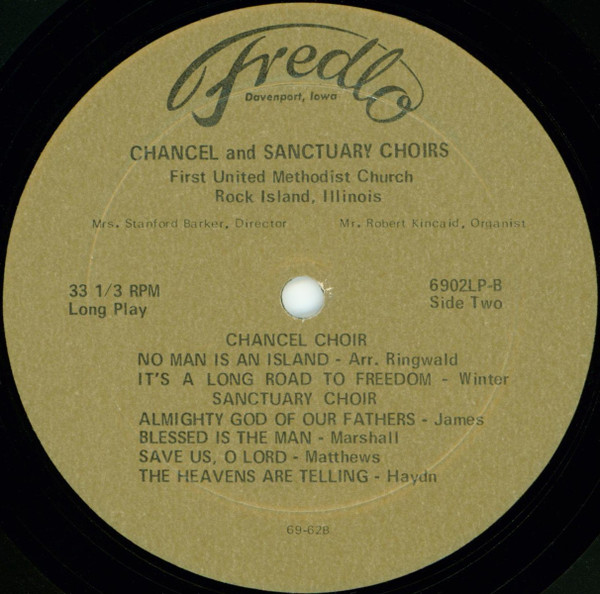 Fredlo
Davenport, Iowa
CHANCEL and SANCTUARY CHOIRS
First United Methodist Church
Rock Island, Illinois
Mrs. Stanford Barker, Director Mr. Robert Kincaid, Organist
33 1/3 RPM 6902LP-B
Long Play Side Two
CHANCEL CHOIR
NO MAN IS AN ISLAND - Arr. Ringwald
IT'S A LONG ROAD TO FREEDOM - Winter
SANCTUARY CHOIR
ALMIGHTY GOD OF OUR FATHERS - James
BLESSED IS THE MAN - Marshall
SAVE US, O LORD - Matthews
THE HEAVENS ARE TELLING - Haydn
69-628